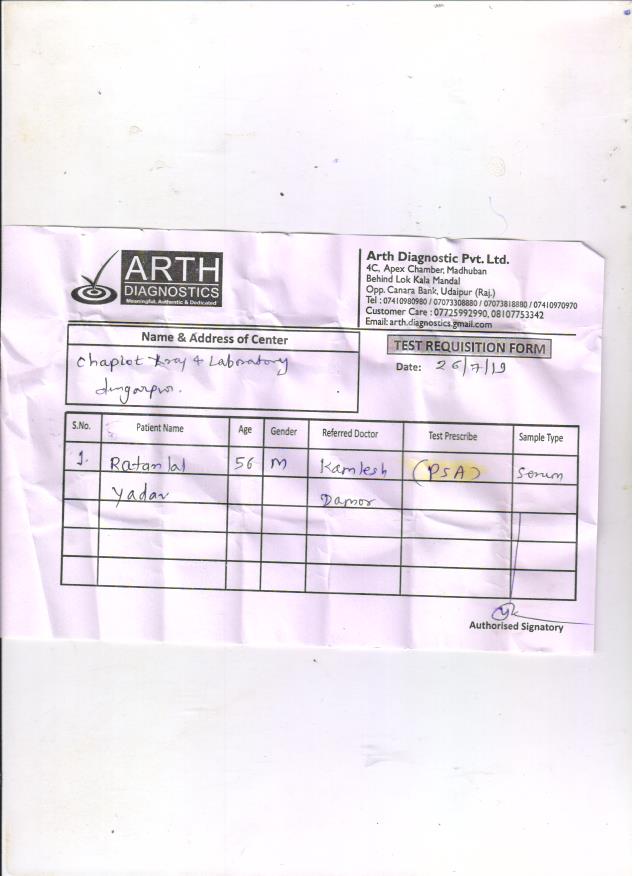 ARTH
DIAGNOSTICS
Meaningful, Authentic & Dedicated
Arth Diagnostic Pvt. Ltd.
4C, Apex Chamber, Madhuban
Behind Lok Kala Mandal
Opp. Canara Bank, Udaipur (Raj.)
Tel : 07410980980 / 07073308880 / 07073818880 / 07410970970
Customer Care : 07725992990, 08107753342
Email: arth.diagnostics.gmail.com
Name & Address of Center
Chaplot Xray & Laboratory
dungarpur.
TEST REQUISITION FORM
Date: 26/7/19
S.No. Patient Name Age Gender Referred Doctor Test Prescribe Sample Type
1. Ratan lal 56 M Kamlesh (PSA) Serum
Yadav Damor
Authorised Signatory